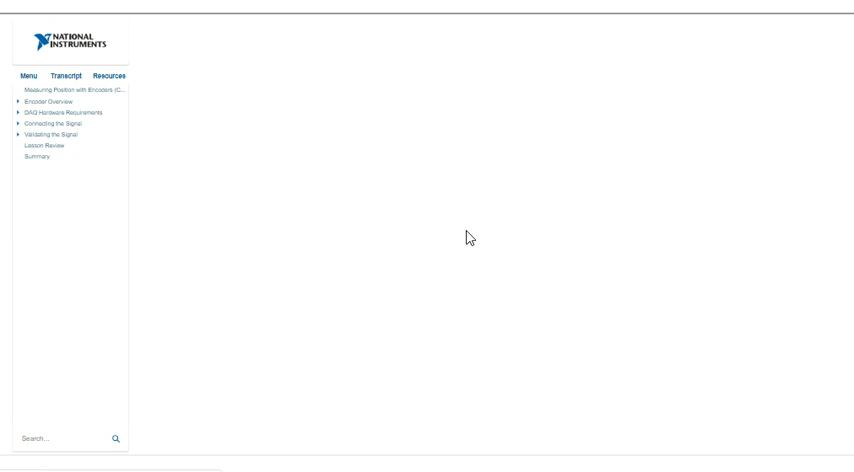 NATIONAL
INSTRUMENTS
Menu Transcript Resources
Measuring Position with Encoders (C...
Encoder Overview
DAQ Hardware Requirements
Connecting the Signal
Validating the Signal
Lesson Review
Summary
Search...